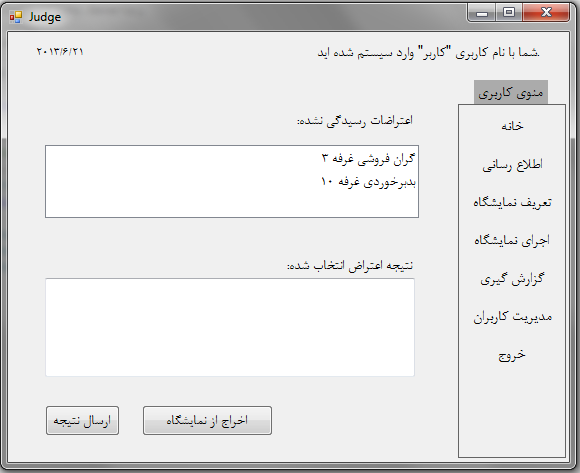 Judge
شما با نام کاربری "کاربر" وارد سیستم شده اید.
۲۰۱۳/۶/۲۱
منوی کاربری
خانه
اطلاع رسانی
تعریف نمایشگاه
اجرای نمایشگاه
گزارش گیری
مدیریت کاربران
خروج
اعتراضات رسیدگی نشده:
گران فروشی غرفه ۳
بدبرخوردی غرفه ۱۰
نتیجه اعتراض انتخاب شده:
اخراج از نمایشگاه
ارسال نتیجه